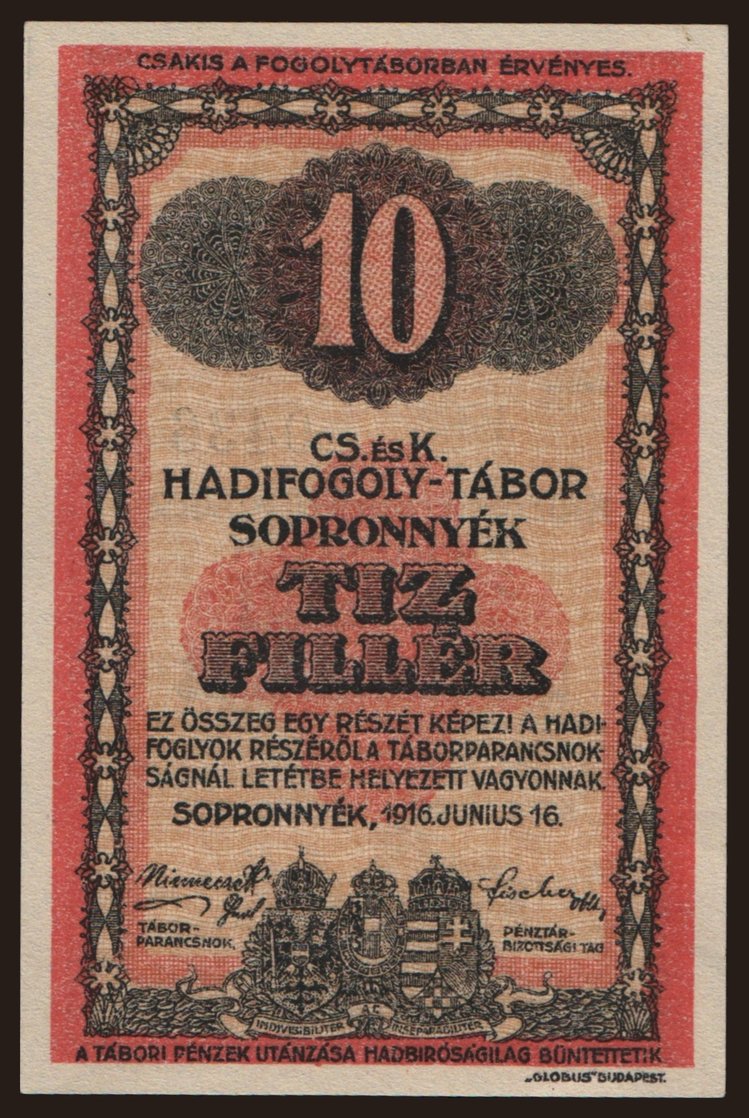 CSAKIS A FOGOLYTÁBORBAN ÉRVÉNYES.
10
CS. ÉS K.
HADIFOGOLY-TÁBOR
SOPRONNYÉK
TIZ
FILLÉR
EZ ÖSSZEG EGY RÉSZÉT KÉPEZI A HADI-
FOGLYOK RÉSZÉRŐL A TÁBORPARANCSNOK-
SÁGNÁL LETÉTBE HELYEZETT VAGYONNAK.
SOPRONNYÉK, 1916. JUNIUS 16.
Fischer
TÁBOR-
PARANCSNOK.
PÉNZTÁR-
BIZOTTSÁGI TAG
INDIVISIBILITER AC INSEPARABILITER
A TÁBORI PÉNZEK UTÁNZÁSA HADBIRÓSÁGILAG BÜNTETTETIK
„GLOBUS" BUDAPEST.